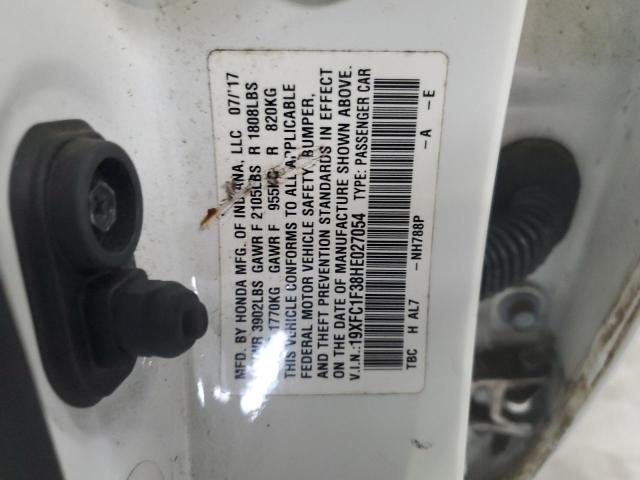 MFG. BY HONDA MFG. OF INDIANA, LLC 07/'17
3902LBS GAWR F 2105LBS R 1808LBS
1770KG GAWR F 955KG R 820KG
THIS VEHICLE CONFORMS TO ALL APPLICABLE
FEDERAL MOTOR VEHICLE SAFETY, BUMPER,
AND THEFT PREVENTION STANDARDS IN EFFECT
ON THE DATE OF MANUFACTURE SHOWN ABOVE.
V.I.N.:19XFC1F38HE027054 TYPE: PASSENGER CAR
TBC H AL7 -NH788P -A -E